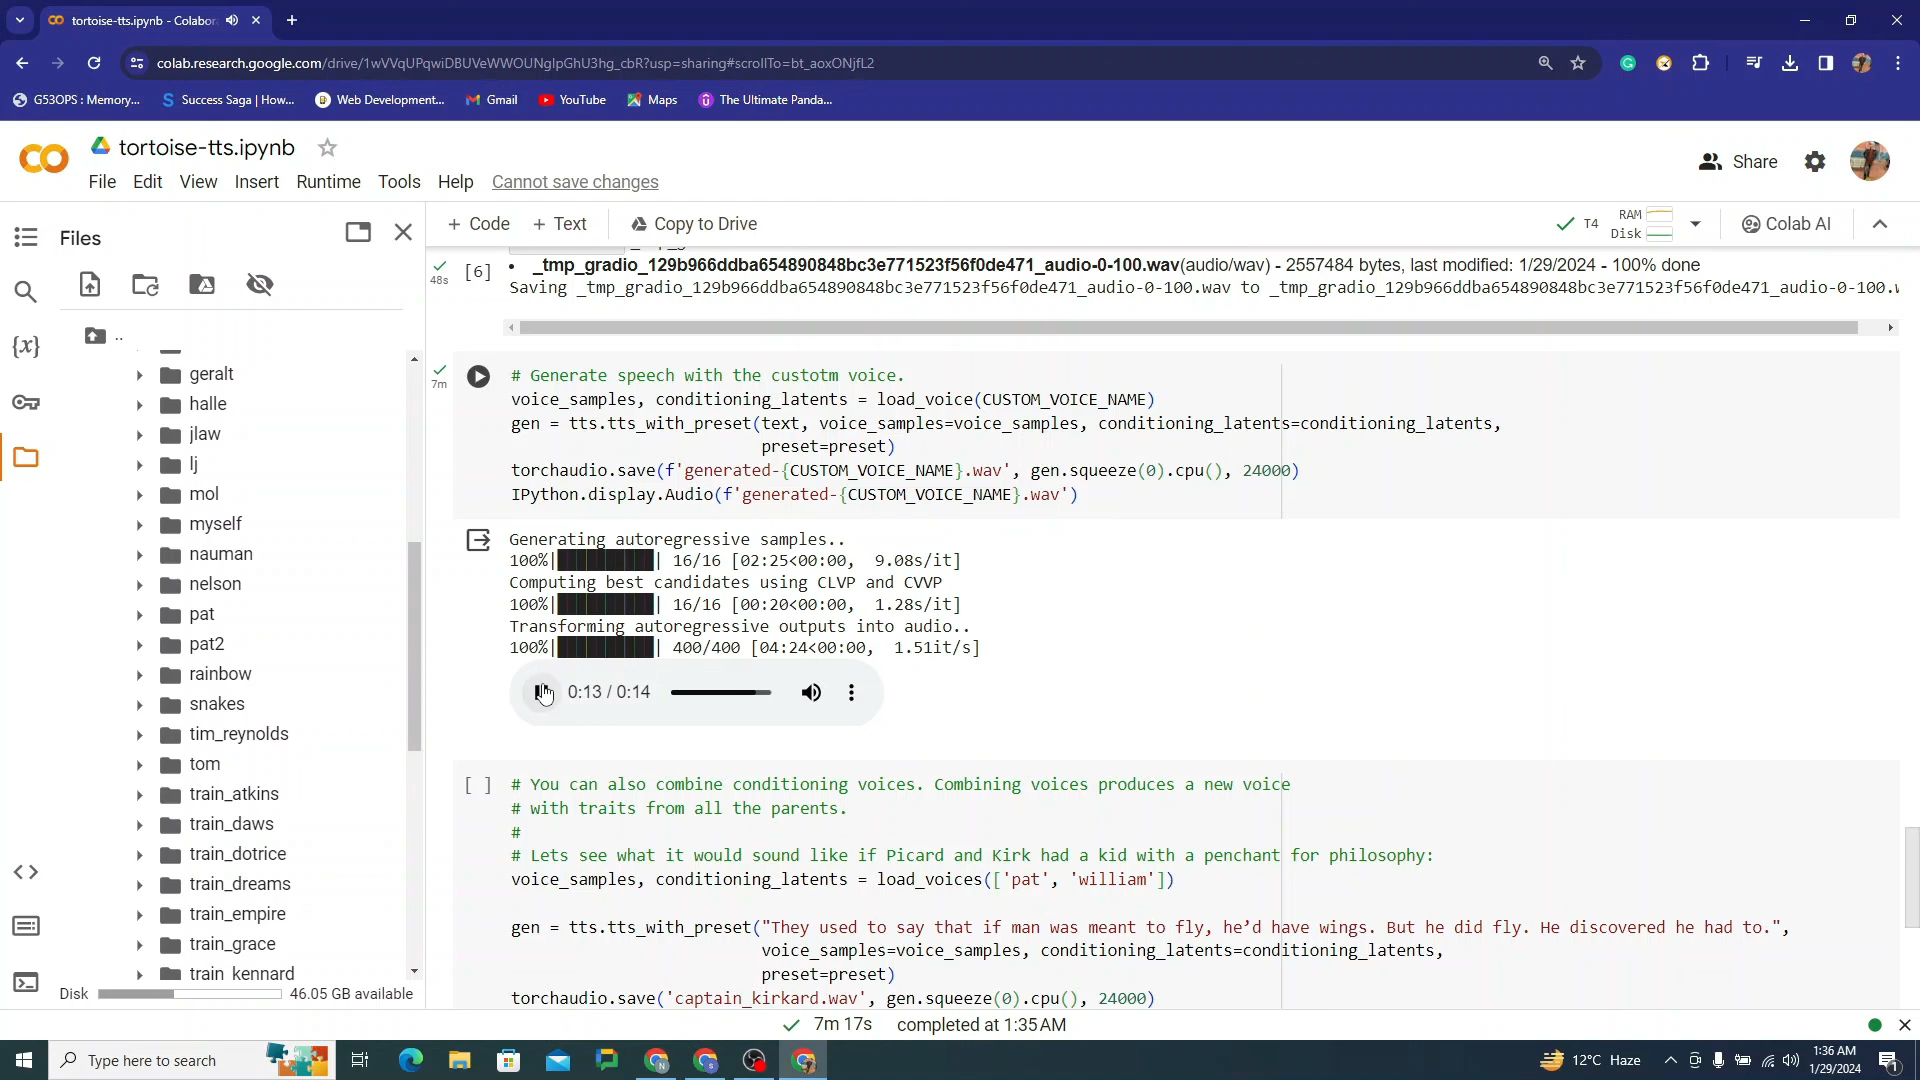 tortoise-tts.ipynb - Colabor
colab.research.google.com/drive/1wVVqUPqwiDBUVeWWOUNglpGhU3hg_cbR?usp=sharing#scrollTo=bt_aoxONjfL2
G53OPS : Memory...
Success Saga | How...
Web Development...
Gmail
YouTube
Maps
The Ultimate Panda...
tortoise-tts.ipynb
File Edit View Insert Runtime Tools Help Cannot save changes
Share
+ Code + Text Copy to Drive
T4
RAM
Disk
Colab AI
Files
..
geralt
halle
jlaw
lj
mol
myself
nauman
nelson
pat
pat2
rainbow
snakes
tim_reynolds
tom
train_atkins
train_daws
train_dotrice
train_dreams
train_empire
train_grace
train_kennard
Disk 46.05 GB available
48s
[6]
• _tmp_gradio_129b966ddba654890848bc3e771523f56f0de471_audio-0-100.wav(audio/wav) - 2557484 bytes, last modified: 1/29/2024 - 100% done
Saving _tmp_gradio_129b966ddba654890848bc3e771523f56f0de471_audio-0-100.wav to _tmp_gradio_129b966ddba654890848bc3e771523f56f0de471_audio-0-100.w
7m
# Generate speech with the custotm voice.
voice_samples, conditioning_latents = load_voice(CUSTOM_VOICE_NAME)
gen = tts.tts_with_preset(text, voice_samples=voice_samples, conditioning_latents=conditioning_latents,
preset=preset)
torchaudio.save(f'generated-{CUSTOM_VOICE_NAME}.wav', gen.squeeze(0).cpu(), 24000)
IPython.display.Audio(f'generated-{CUSTOM_VOICE_NAME}.wav')
Generating autoregressive samples..
100%|██████████| 16/16 [02:25<00:00, 9.08s/it]
Computing best candidates using CLVP and CVVP
100%|██████████| 16/16 [00:20<00:00, 1.28s/it]
Transforming autoregressive outputs into audio..
100%|██████████| 400/400 [04:24<00:00, 1.51it/s]
0:13 / 0:14
[ ]
# You can also combine conditioning voices. Combining voices produces a new voice
# with traits from all the parents.
#
# Lets see what it would sound like if Picard and Kirk had a kid with a penchant for philosophy:
voice_samples, conditioning_latents = load_voices(['pat', 'william'])
gen = tts.tts_with_preset("They used to say that if man was meant to fly, he’d have wings. But he did fly. He discovered he had to.",
voice_samples=voice_samples, conditioning_latents=conditioning_latents,
preset=preset)
torchaudio.save('captain_kirkard.wav', gen.squeeze(0).cpu(), 24000)
7m 17s completed at 1:35 AM
Type here to search
12°C Haze
1:36 AM
1/29/2024